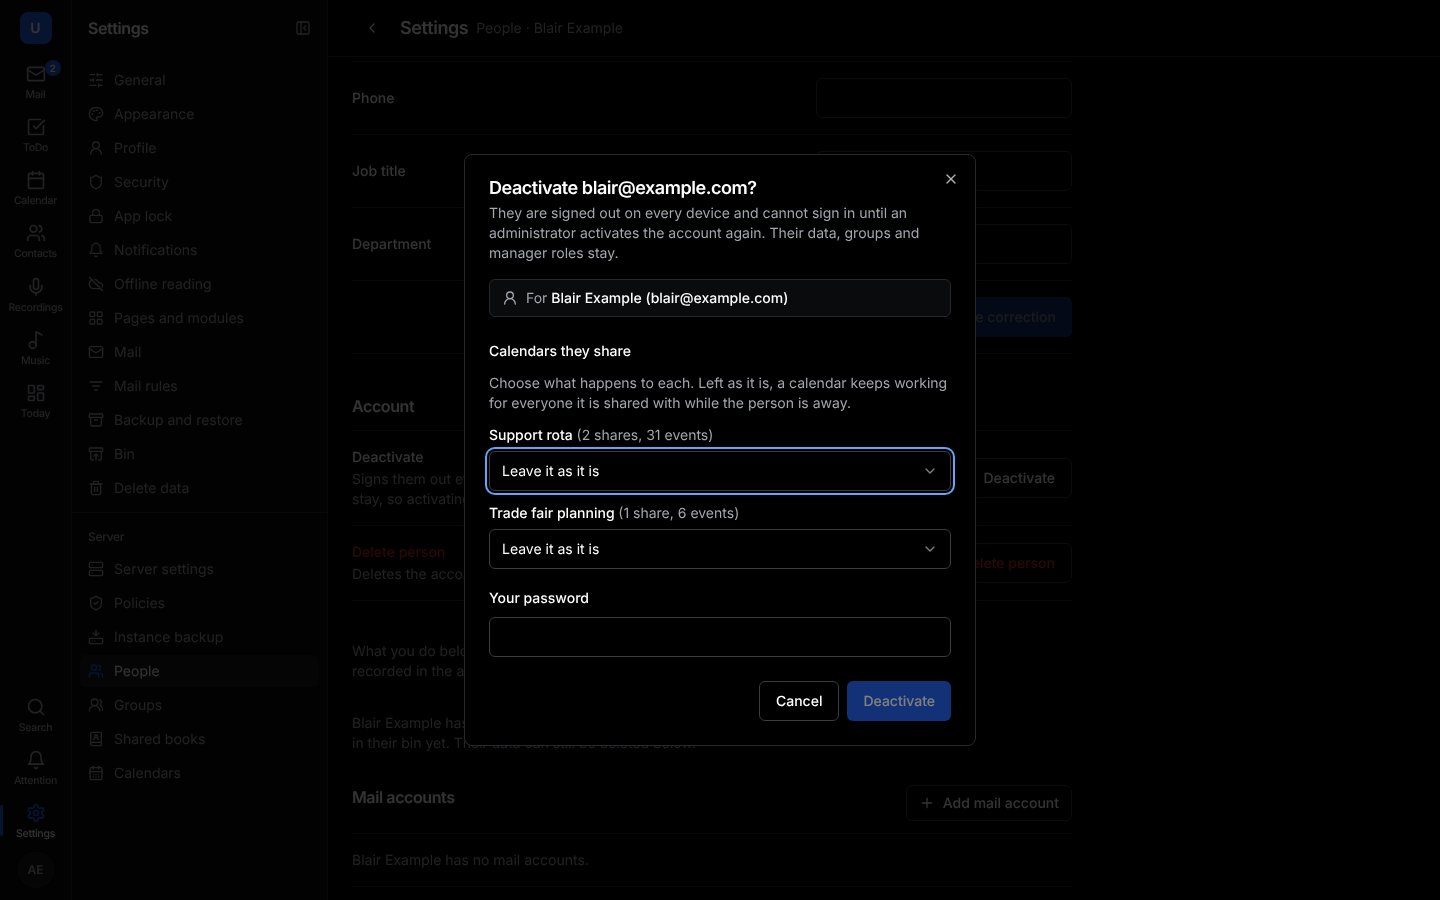 U
Settings
Settings People · Blair Example
2
Mail
ToDo
Calendar
Contacts
Recordings
Music
Today
Search
Attention
Settings
AE
General
Appearance
Profile
Security
App lock
Notifications
Offline reading
Pages and modules
Mail
Mail rules
Backup and restore
Bin
Delete data
Server
Server settings
Policies
Instance backup
People
Groups
Shared books
Calendars
Phone
Job title
Department
correction
Account
Deactivate
Signs them out
stay, so
Deactivate
Delete person
Deletes the
person
What you do
recorded in the
Blair Example
in their bin yet.
Mail accounts
Add mail account
Blair Example has no mail accounts.
Deactivate blair@example.com?
They are signed out on every device and cannot sign in until an
administrator activates the account again. Their data, groups and
manager roles stay.
For Blair Example (blair@example.com)
Calendars they share
Choose what happens to each. Left as it is, a calendar keeps working
for everyone it is shared with while the person is away.
Support rota (2 shares, 31 events)
Leave it as it is
Trade fair planning (1 share, 6 events)
Leave it as it is
Your password
Cancel
Deactivate